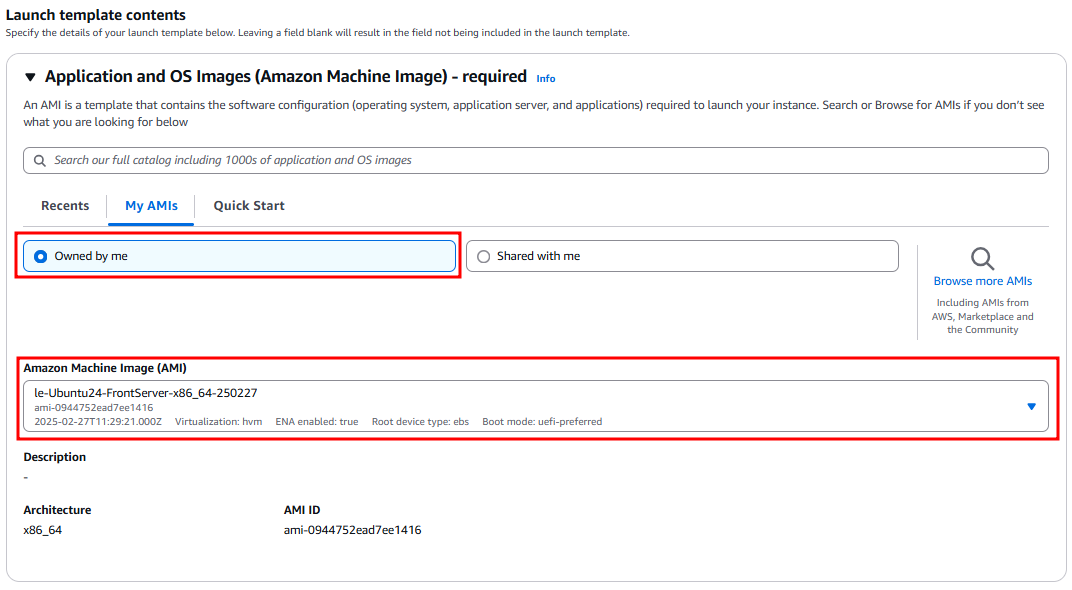 Launch template contents
Specify the details of your launch template below. Leaving a field blank will result in the field not being included in the launch template.
Application and OS Images (Amazon Machine Image) - required Info
An AMI is a template that contains the software configuration (operating system, application server, and applications) required to launch your instance. Search or Browse for AMIs if you don’t see
what you are looking for below
Search our full catalog including 1000s of application and OS images
Recents My AMIs Quick Start
Owned by me Shared with me
Browse more AMIs
Including AMIs from
AWS, Marketplace and
the Community
Amazon Machine Image (AMI)
le-Ubuntu24-FrontServer-x86_64-250227
ami-0944752ead7ee1416
2025-02-27T11:29:21.000Z Virtualization: hvm ENA enabled: true Root device type: ebs Boot mode: uefi-preferred
Description
-
Architecture AMI ID
x86_64 ami-0944752ead7ee1416